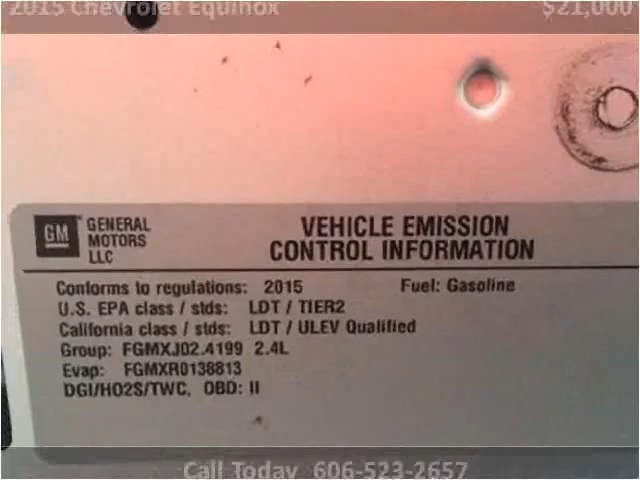 2015 Chevrolet Equinox $21,000
GM GENERAL MOTORS LLC
VEHICLE EMISSION
CONTROL INFORMATION
Conforms to regulations: 2015 Fuel: Gasoline
U.S. EPA class / stds: LDT / TIER2
California class / stds: LDT / ULEV Qualified
Group: FGMXJ02.4199 2.4L
Evap: FGMXR0138813
DGI/HO2S/TWC, OBD: II
Call Today 606-523-2657